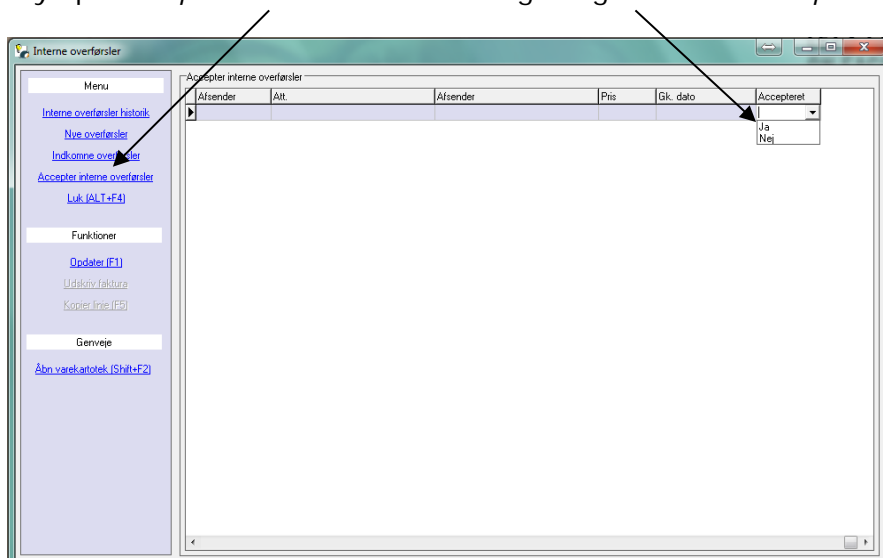 Interne overførsler
Menu
Interne overførsler historik
Nye overførsler
Indkomne overførsler
Accepter interne overførsler
Luk (ALT+F4)
Funktioner
Opdater (F1)
Udskriv faktura
Kopier linie (F5)
Genveje
Åbn varekartotek (Shift+F2)
Accepter interne overførsler
Afsender Att. Afsender Pris Gk. dato Accepteret
Ja
Nej